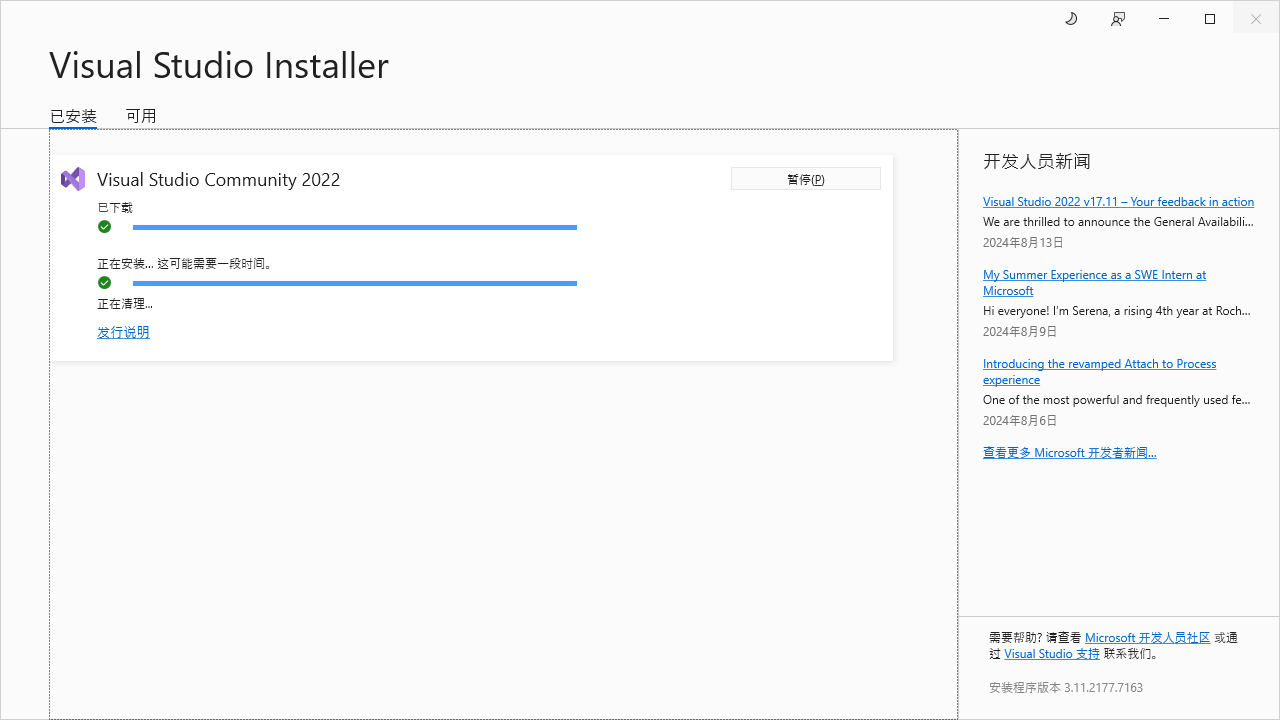 Visual Studio Installer
已安装
可用
Visual Studio Community 2022
暂停(P)
已下载
正在安装... 这可能需要一段时间。
正在清理...
发行说明
开发人员新闻
Visual Studio 2022 v17.11 – Your feedback in action
We are thrilled to announce the General Availabili...
2024年8月13日
My Summer Experience as a SWE Intern at
Microsoft
Hi everyone! I’m Serena, a rising 4th year at Roch...
2024年8月9日
Introducing the revamped Attach to Process
experience
One of the most powerful and frequently used fe...
2024年8月6日
查看更多 Microsoft 开发者新闻...
需要帮助? 请查看 Microsoft 开发人员社区 或通
过 Visual Studio 支持 联系我们。
安装程序版本 3.11.2177.7163